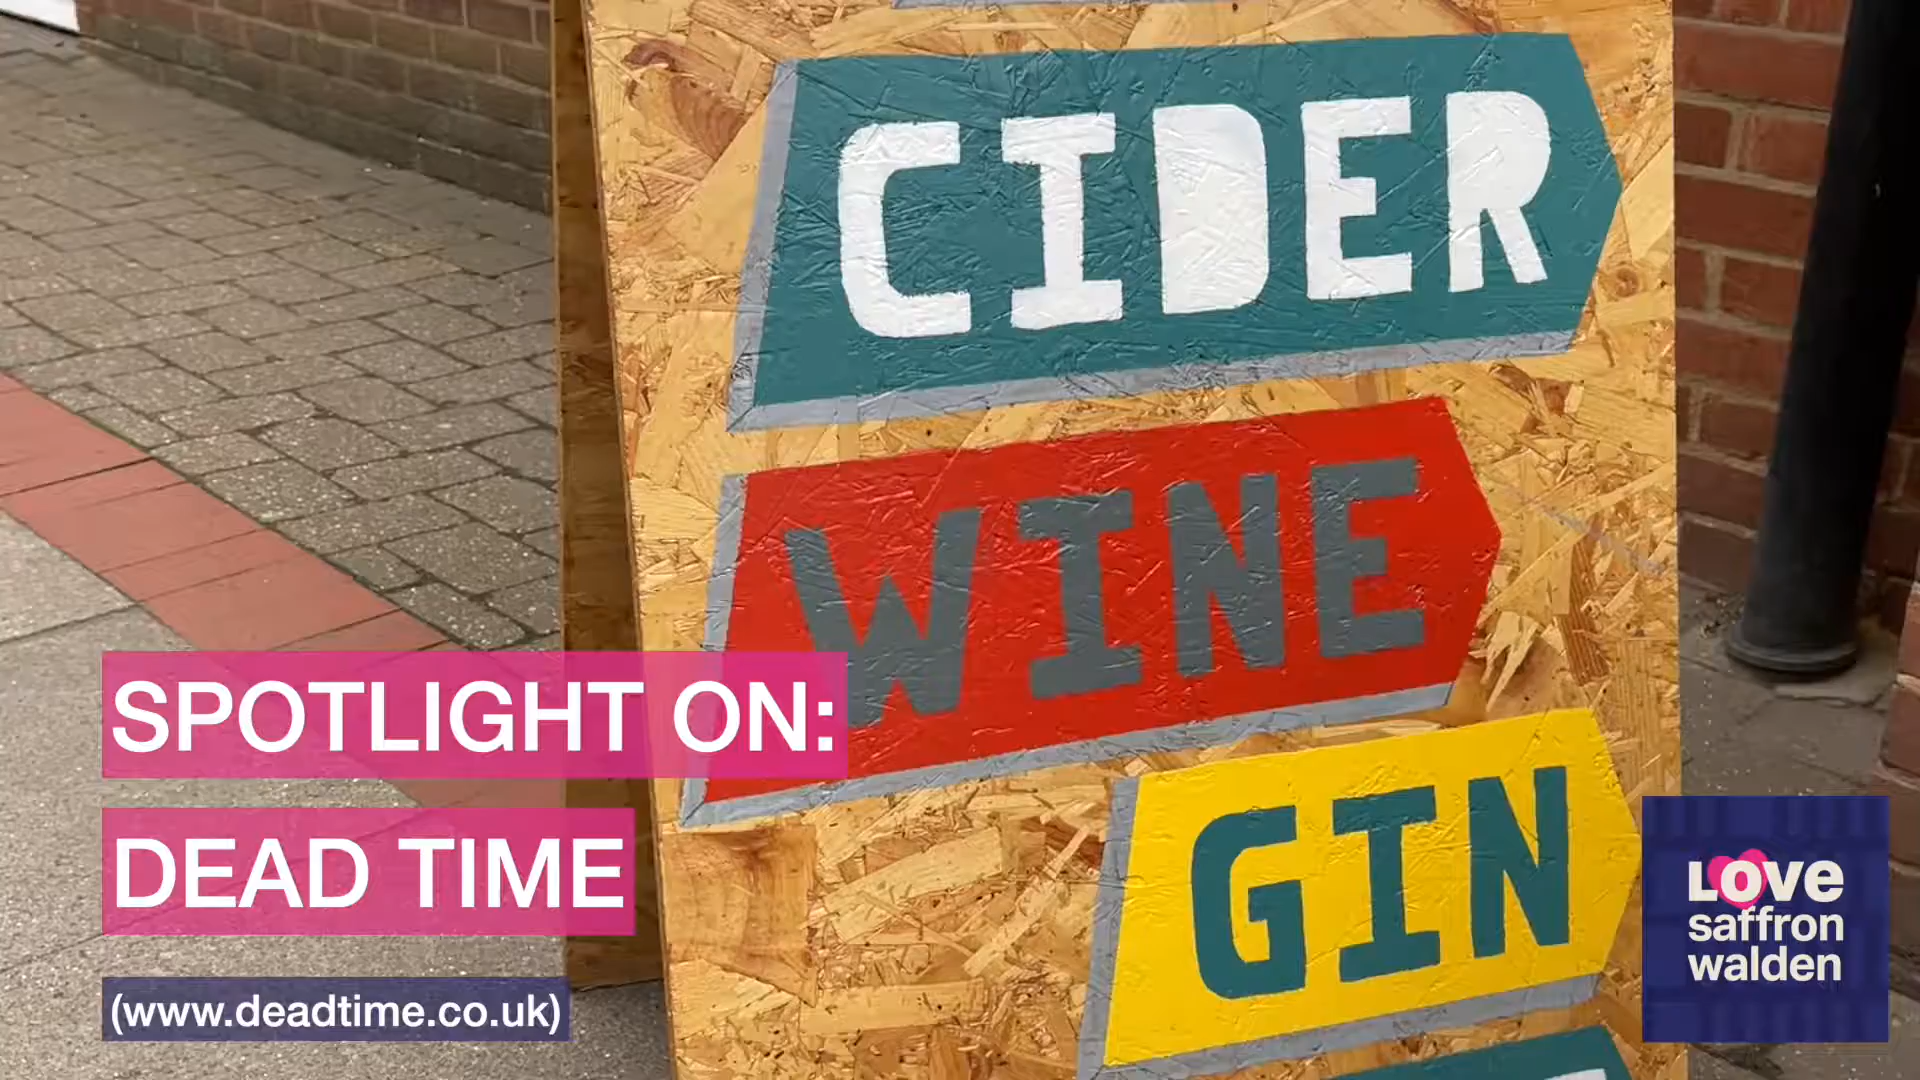 CIDER
WINE
GIN
SPOTLIGHT ON:
DEAD TIME
(www.deadtime.co.uk)
LOVE
saffron
walden